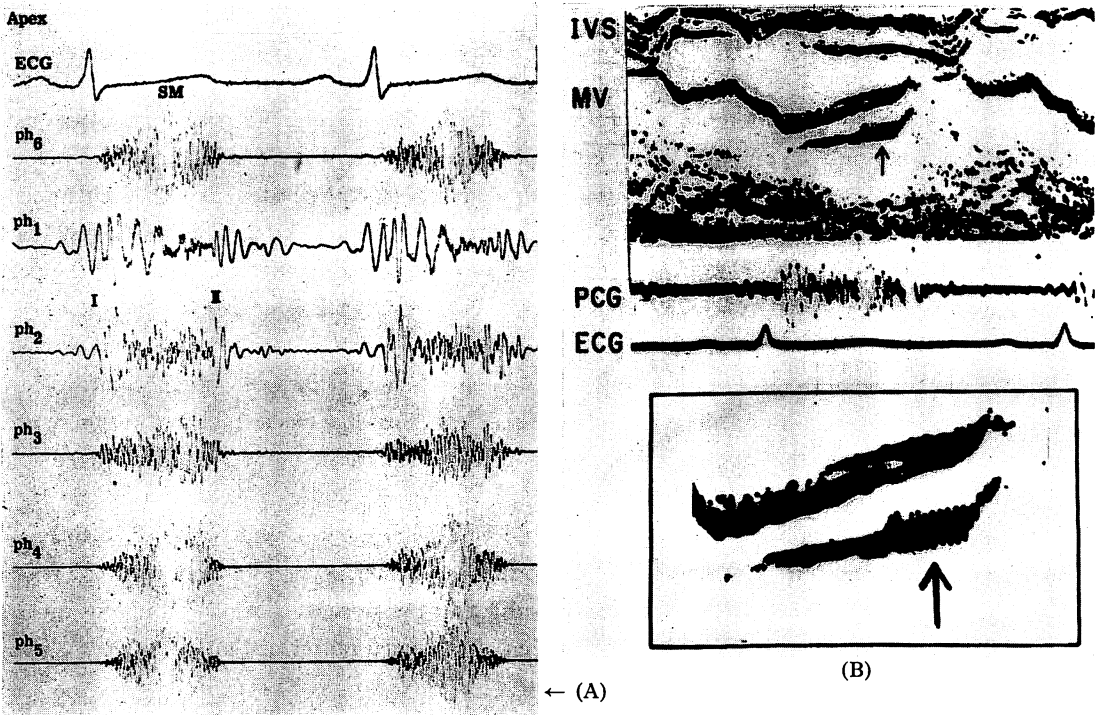 Apex
ECG
SM
ph6
ph1
I
II
ph2
ph3
ph4
ph5
← (A)
IVS
MV
PCG
ECG
(B)